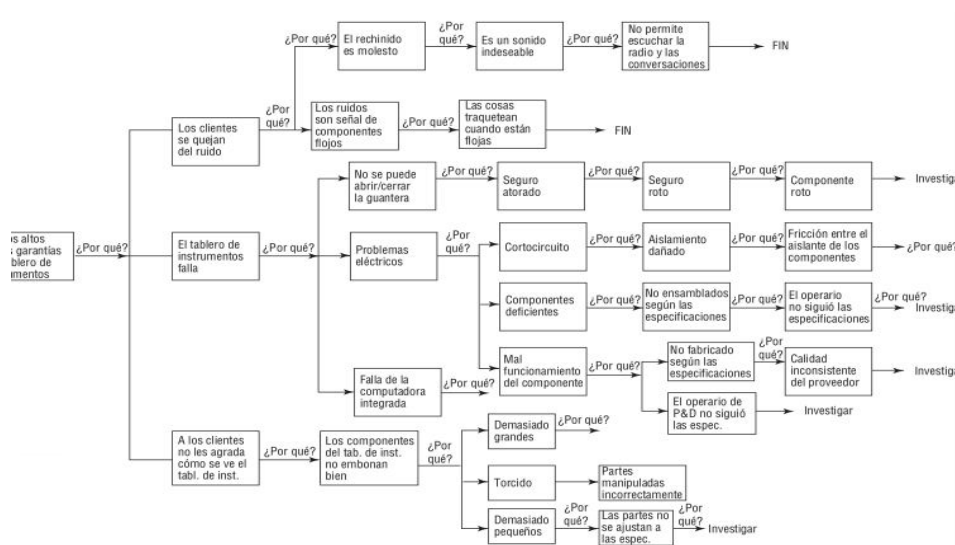 ¿Por
qué?
¿Por qué?
El rechinido
es molesto
¿Por
qué?
Es un sonido
indeseable
¿Por qué?
No permite
escuchar la
radio y las
conversaciones
FIN
Los clientes
se quejan
del ruido
¿Por
qué?
Los ruidos
son señal de
componentes
flojos
¿Por qué?
Las cosas
traquetean
cuando están
flojas
FIN
altos
garantías
de
¿Por qué?
El tablero de
instrumentos
falla
¿Por qué?
No se puede
abrir/cerrar
la guantera
¿Por qué?
Seguro
atorado
¿Por qué?
Seguro
roto
¿Por qué?
Componente
roto
Investigar
Problemas
eléctricos
¿Por
qué?
Cortocircuito
¿Por qué?
Aislamiento
dañado
¿Por qué?
Fricción entre el
aislante de los
componentes
¿Por qué?
Componentes
deficientes
¿Por qué?
No ensamblados
según las
especificaciones
¿Por qué?
El operario
no siguió las
especificaciones
¿Por qué?
Mal
funcionamiento
del componente
¿Por qué?
No fabricado
según las
especificaciones
¿Por
qué?
Calidad
inconsistente
del proveedor
El operario de
P&D no siguió
las espec.
Investigar
Falla de la
computadora
integrada
¿Por qué?
A los clientes
no les agrada
cómo se ve el
tabl. de inst.
¿Por qué?
Los componentes
del tab. de inst.
no embonan
bien
¿Por
qué?
Demasiado
grandes
¿Por qué?
Torcido
Partes
manipuladas
incorrectamente
Demasiado
pequeños
¿Por
qué?
Las partes no
se ajustan a
las espec.
¿Por
qué?
Investigar